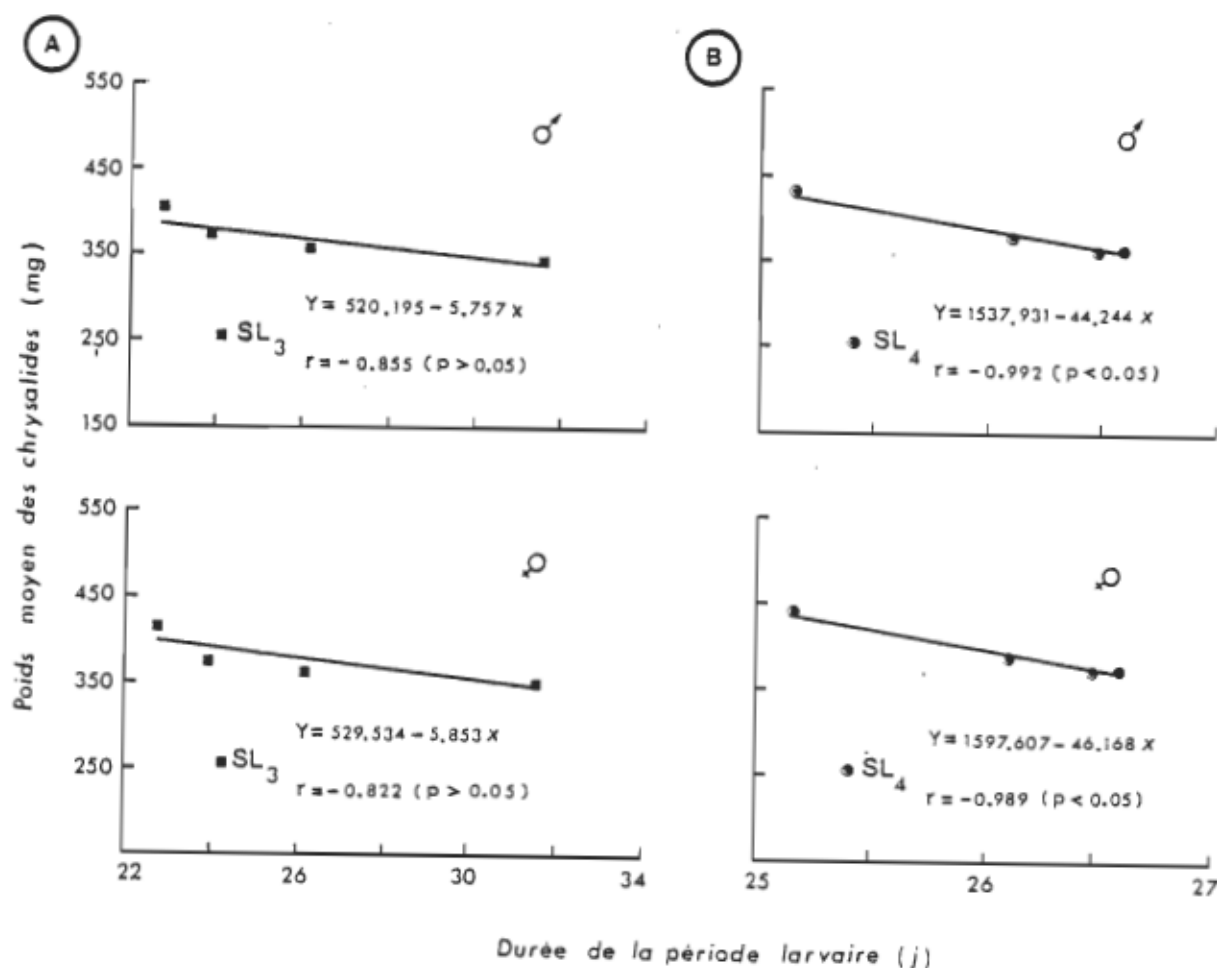 A
B
Poids moyen des chrysalides (mg)
550
450
350
250
150
♂
Y = 520,195 - 5,757 x
SL3
r = - 0.855 (p > 0.05)
♂
Y = 1537,931 - 44,244 x
SL4
r = -0.992 (p < 0.05)
550
450
350
250
♀
Y = 529,534 - 5,853 x
SL3
r = -0.822 (p > 0.05)
♀
Y = 1597,607 - 46,168 x
SL4
r = -0.989 (p < 0.05)
22 26 30 34
25 26 27
Durée de la période larvaire (j)